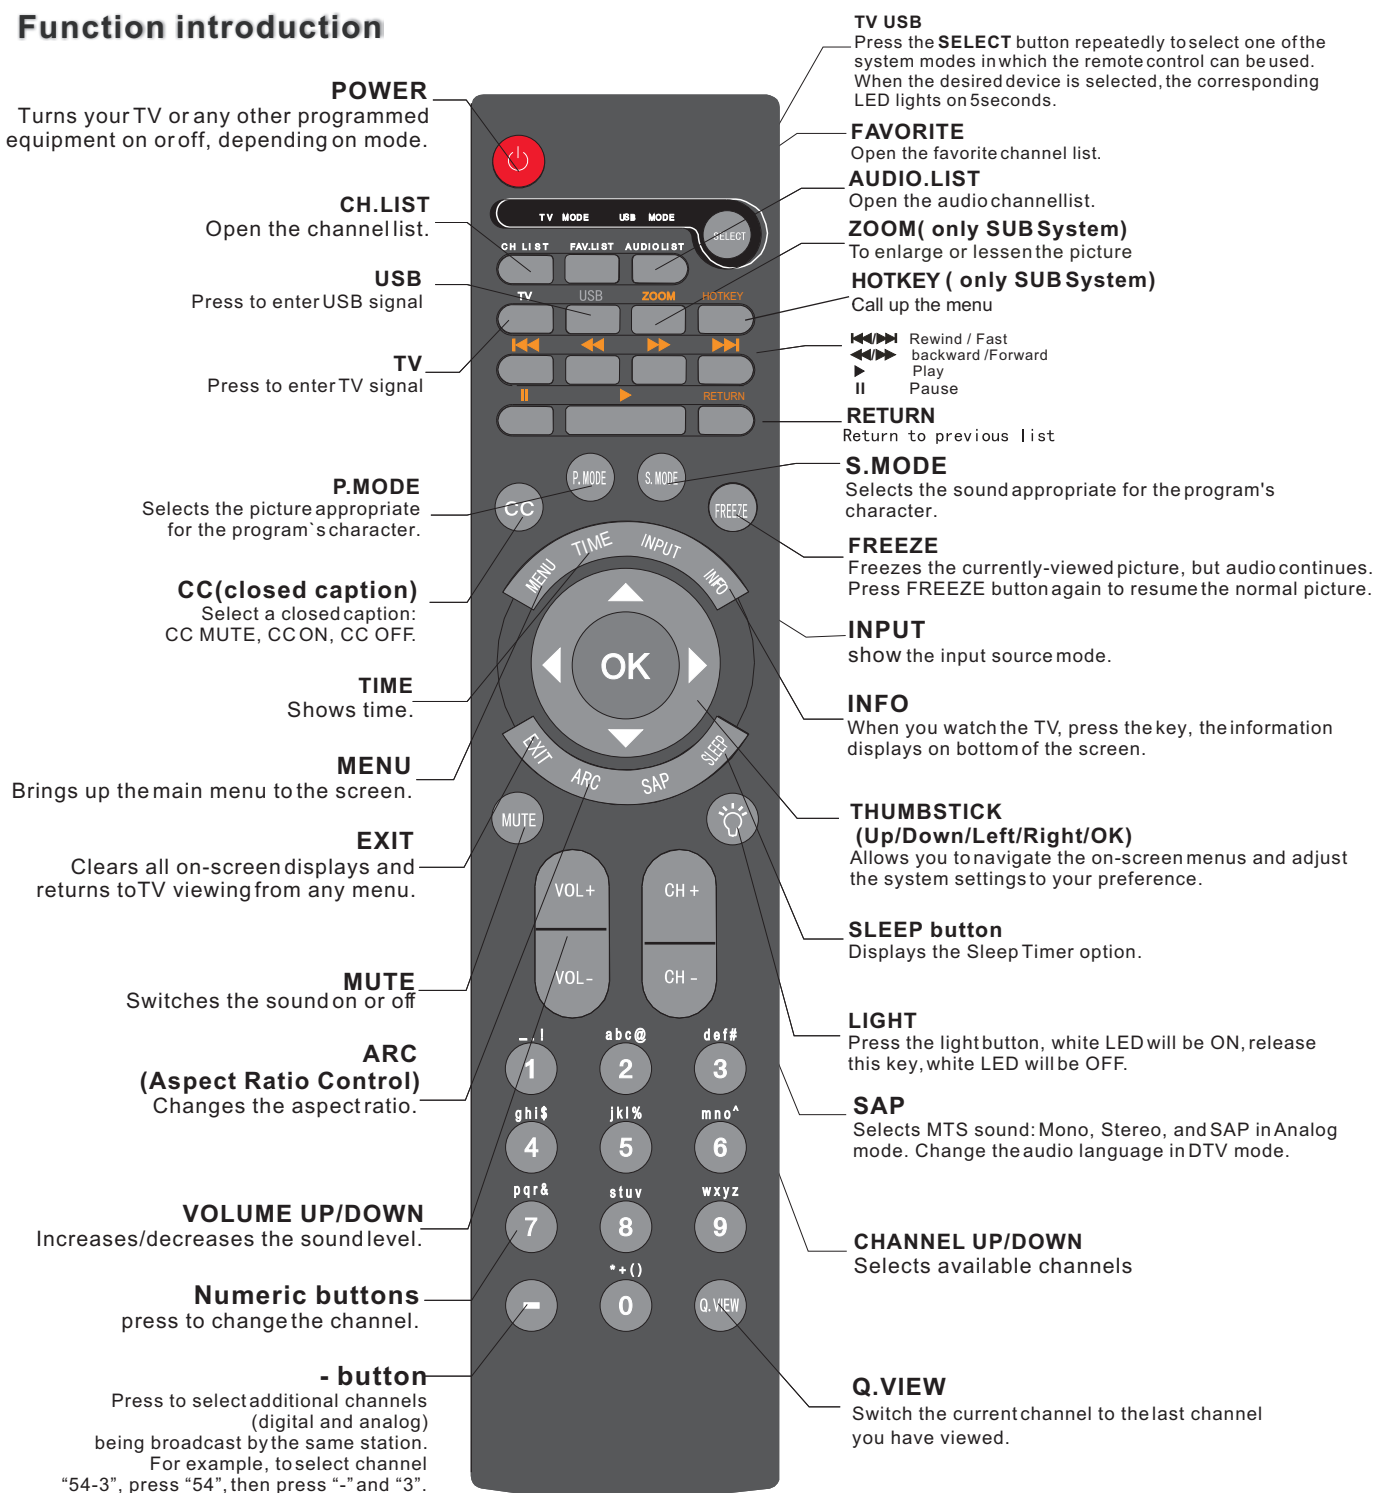 Function introduction
POWER
Turns your TV or any other programmed
equipment on or off, depending on mode.
CH.LIST
Open the channel list.
USB
Press to enter USB signal
TV
Press to enter TV signal
P.MODE
Selects the picture appropriate
for the program`s character.
CC(closed caption)
Select a closed caption:
CC MUTE, CC ON, CC OFF.
TIME
Shows time.
MENU
Brings up the main menu to the screen.
EXIT
Clears all on-screen displays and
returns to TV viewing from any menu.
MUTE
Switches the sound on or off
ARC
(Aspect Ratio Control)
Changes the aspect ratio.
VOLUME UP/DOWN
Increases/decreases the sound level.
Numeric buttons
press to change the channel.
- button
Press to select additional channels
(digital and analog)
being broadcast by the same station.
For example, to select channel
“54-3”, press “54”, then press “-” and “3”.
TV MODE USB MODE
SELECT
CH LIST FAV.LIST AUDIO LIST
TV USB ZOOM HOTKEY
RETURN
P.MODE S.MODE
CC FREEZE
MENU TIME INPUT INFO
OK
EXIT ARC SAP SLEEP
MUTE
VOL+ CH +
VOL- CH -
_ . I abc@ def#
1 2 3
ghi$ jkl% mno^
4 5 6
pqr& stuv wxyz
7 8 9
*+()
- 0 Q.VIEW
TV USB
Press the SELECT button repeatedly to select one of the
system modes in which the remote control can be used.
When the desired device is selected, the corresponding
LED lights on 5seconds.
FAVORITE
Open the favorite channel list.
AUDIO.LIST
Open the audio channellist.
ZOOM( only SUB System)
To enlarge or lessen the picture
HOTKEY ( only SUB System)
Call up the menu
Rewind / Fast
backward /Forward
Play
Pause
RETURN
Return to previous list
S.MODE
Selects the sound appropriate for the program's
character.
FREEZE
Freezes the currently-viewed picture, but audio continues.
Press FREEZE button again to resume the normal picture.
INPUT
show the input source mode.
INFO
When you watch the TV, press the key, the information
displays on bottom of the screen.
THUMBSTICK
(Up/Down/Left/Right/OK)
Allows you to navigate the on-screen menus and adjust
the system settings to your preference.
SLEEP button
Displays the Sleep Timer option.
LIGHT
Press the light button, white LED will be ON, release
this key, white LED will be OFF.
SAP
Selects MTS sound: Mono, Stereo, and SAP in Analog
mode. Change the audio language in DTV mode.
CHANNEL UP/DOWN
Selects available channels
Q.VIEW
Switch the current channel to the last channel
you have viewed.